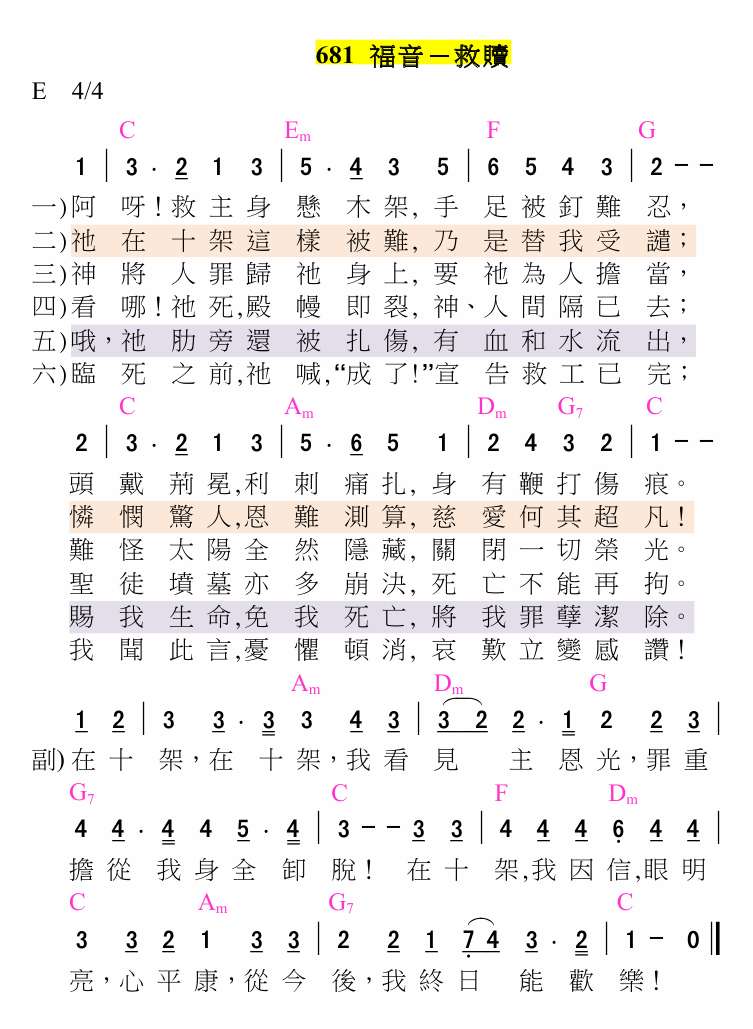 681 福音－救贖
E 4/4
C Em F G
1 | 3 · 2 1 3 | 5 · 4 3 5 | 6 5 4 3 | 2 － －
一)阿 呀!救 主 身 懸 木 架, 手 足 被 釘 難 忍，
二)祂 在 十 架 這 樣 被 難, 乃 是 替 我 受 譴；
三)神 將 人 罪 歸 祂 身 上, 要 祂 為 人 擔 當，
四)看 哪!祂 死,殿 幔 即 裂, 神、人 間 隔 已 去；
五)哦，祂 肋 旁 還 被 扎 傷, 有 血 和 水 流 出，
六)臨 死 之 前,祂 喊,“成 了!”宣 告 救 工 已 完；
C Am Dm G7 C
2 | 3 · 2 1 3 | 5 · 6 5 1 | 2 4 3 2 | 1 － －
頭 戴 荊 冕,利 刺 痛 扎, 身 有 鞭 打 傷 痕。
憐 憫 驚 人,恩 難 測 算, 慈 愛 何 其 超 凡!
難 怪 太 陽 全 然 隱 藏, 關 閉 一 切 榮 光。
聖 徒 墳 墓 亦 多 崩 決, 死 亡 不 能 再 拘。
賜 我 生 命,免 我 死 亡, 將 我 罪 孽 潔 除。
我 聞 此 言,憂 懼 頓 消, 哀 歎 立 變 感 讚!
Am Dm G
1 2 | 3 3 · 3 3 4 3 | 3 2 2 · 1 2 2 3 |
副)在 十 架，在 十 架，我 看 見 主 恩 光，罪 重
G7 C F Dm
4 4 · 4 4 5 · 4 | 3 － － 3 3 | 4 4 4 6 4 4 |
擔 從 我 身 全 卸 脫! 在 十 架,我 因 信,眼 明
C Am G7 C
3 3 2 1 3 3 | 2 2 1 7 4 3 · 2 | 1 － 0 ‖
亮，心 平 康，從 今 後，我 終 日 能 歡 樂!